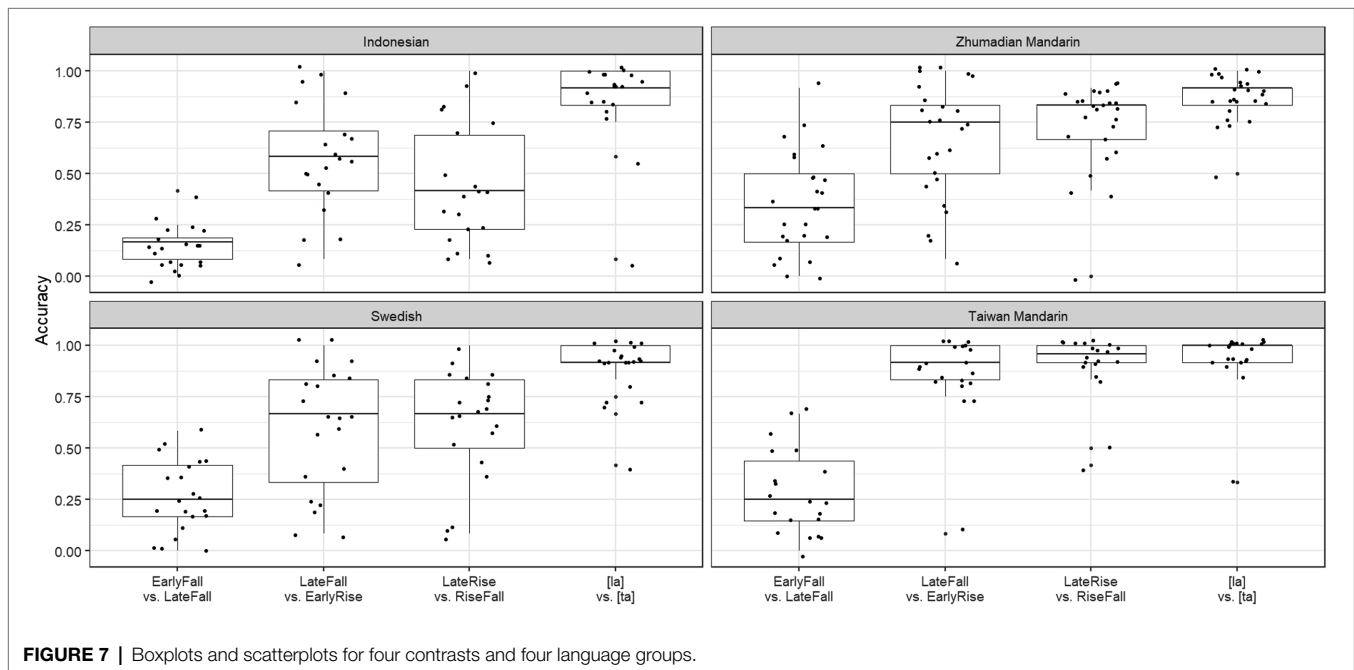 Indonesian
Zhumadian Mandarin
1.00
0.75
0.50
0.25
0.00
Swedish
Taiwan Mandarin
1.00
0.75
0.50
0.25
0.00
Accuracy
EarlyFall
vs. LateFall
LateFall
vs. EarlyRise
LateRise
vs. RiseFall
[la]
vs. [ta]
EarlyFall
vs. LateFall
LateFall
vs. EarlyRise
LateRise
vs. RiseFall
[la]
vs. [ta]
FIGURE 7 | Boxplots and scatterplots for four contrasts and four language groups.